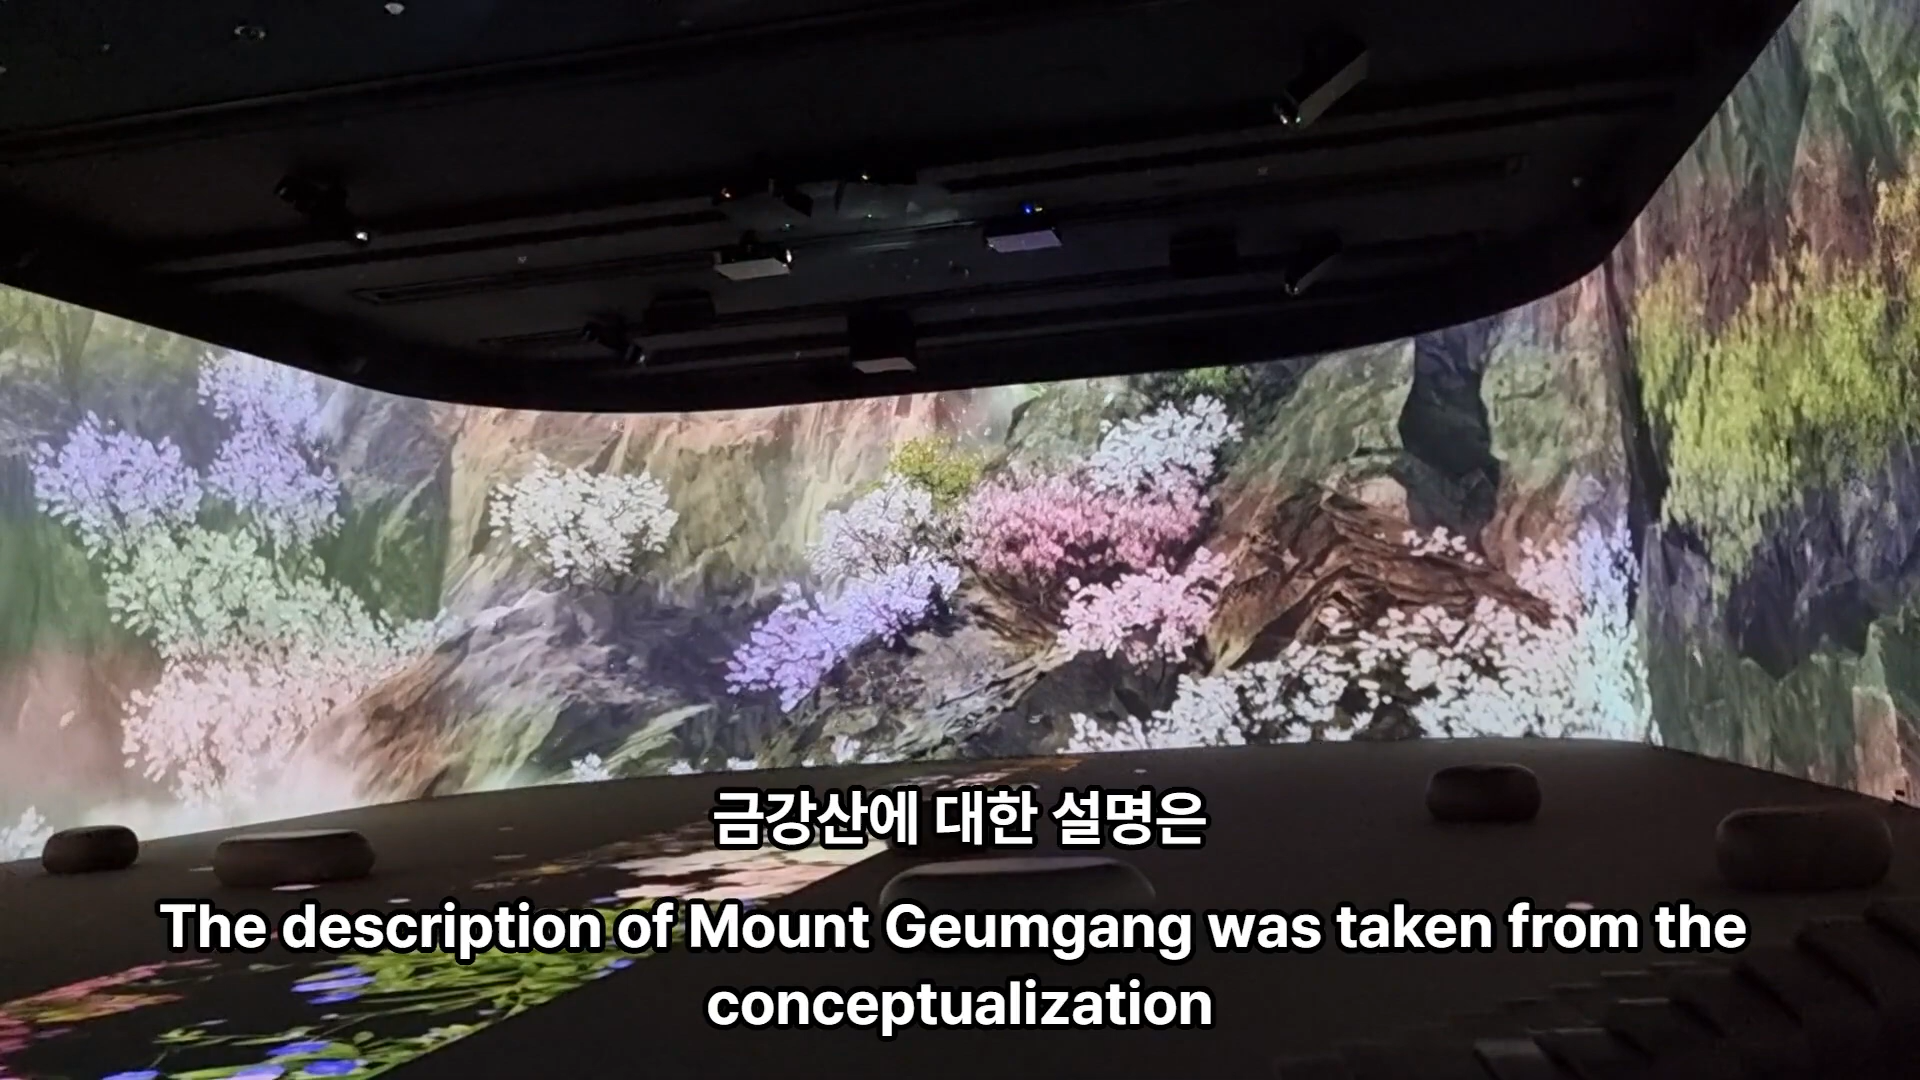 금강산에 대한 설명은
The description of Mount Geumgang was taken from the
conceptualization